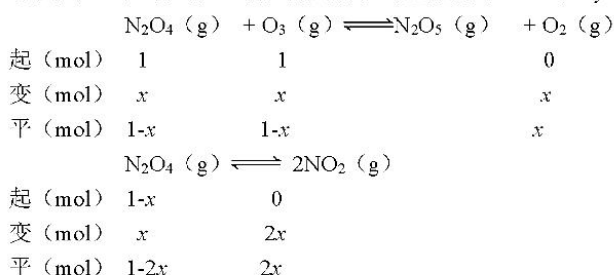 N₂O₄（g） + O₃（g）⇌N₂O₅（g） + O₂（g）
起（mol） 1 1 0
变（mol） x x x
平（mol） 1-x 1-x x
N₂O₄（g）⇌ 2NO₂（g）
起（mol） 1-x 0
变（mol） x 2x
平（mol） 1-2x 2x